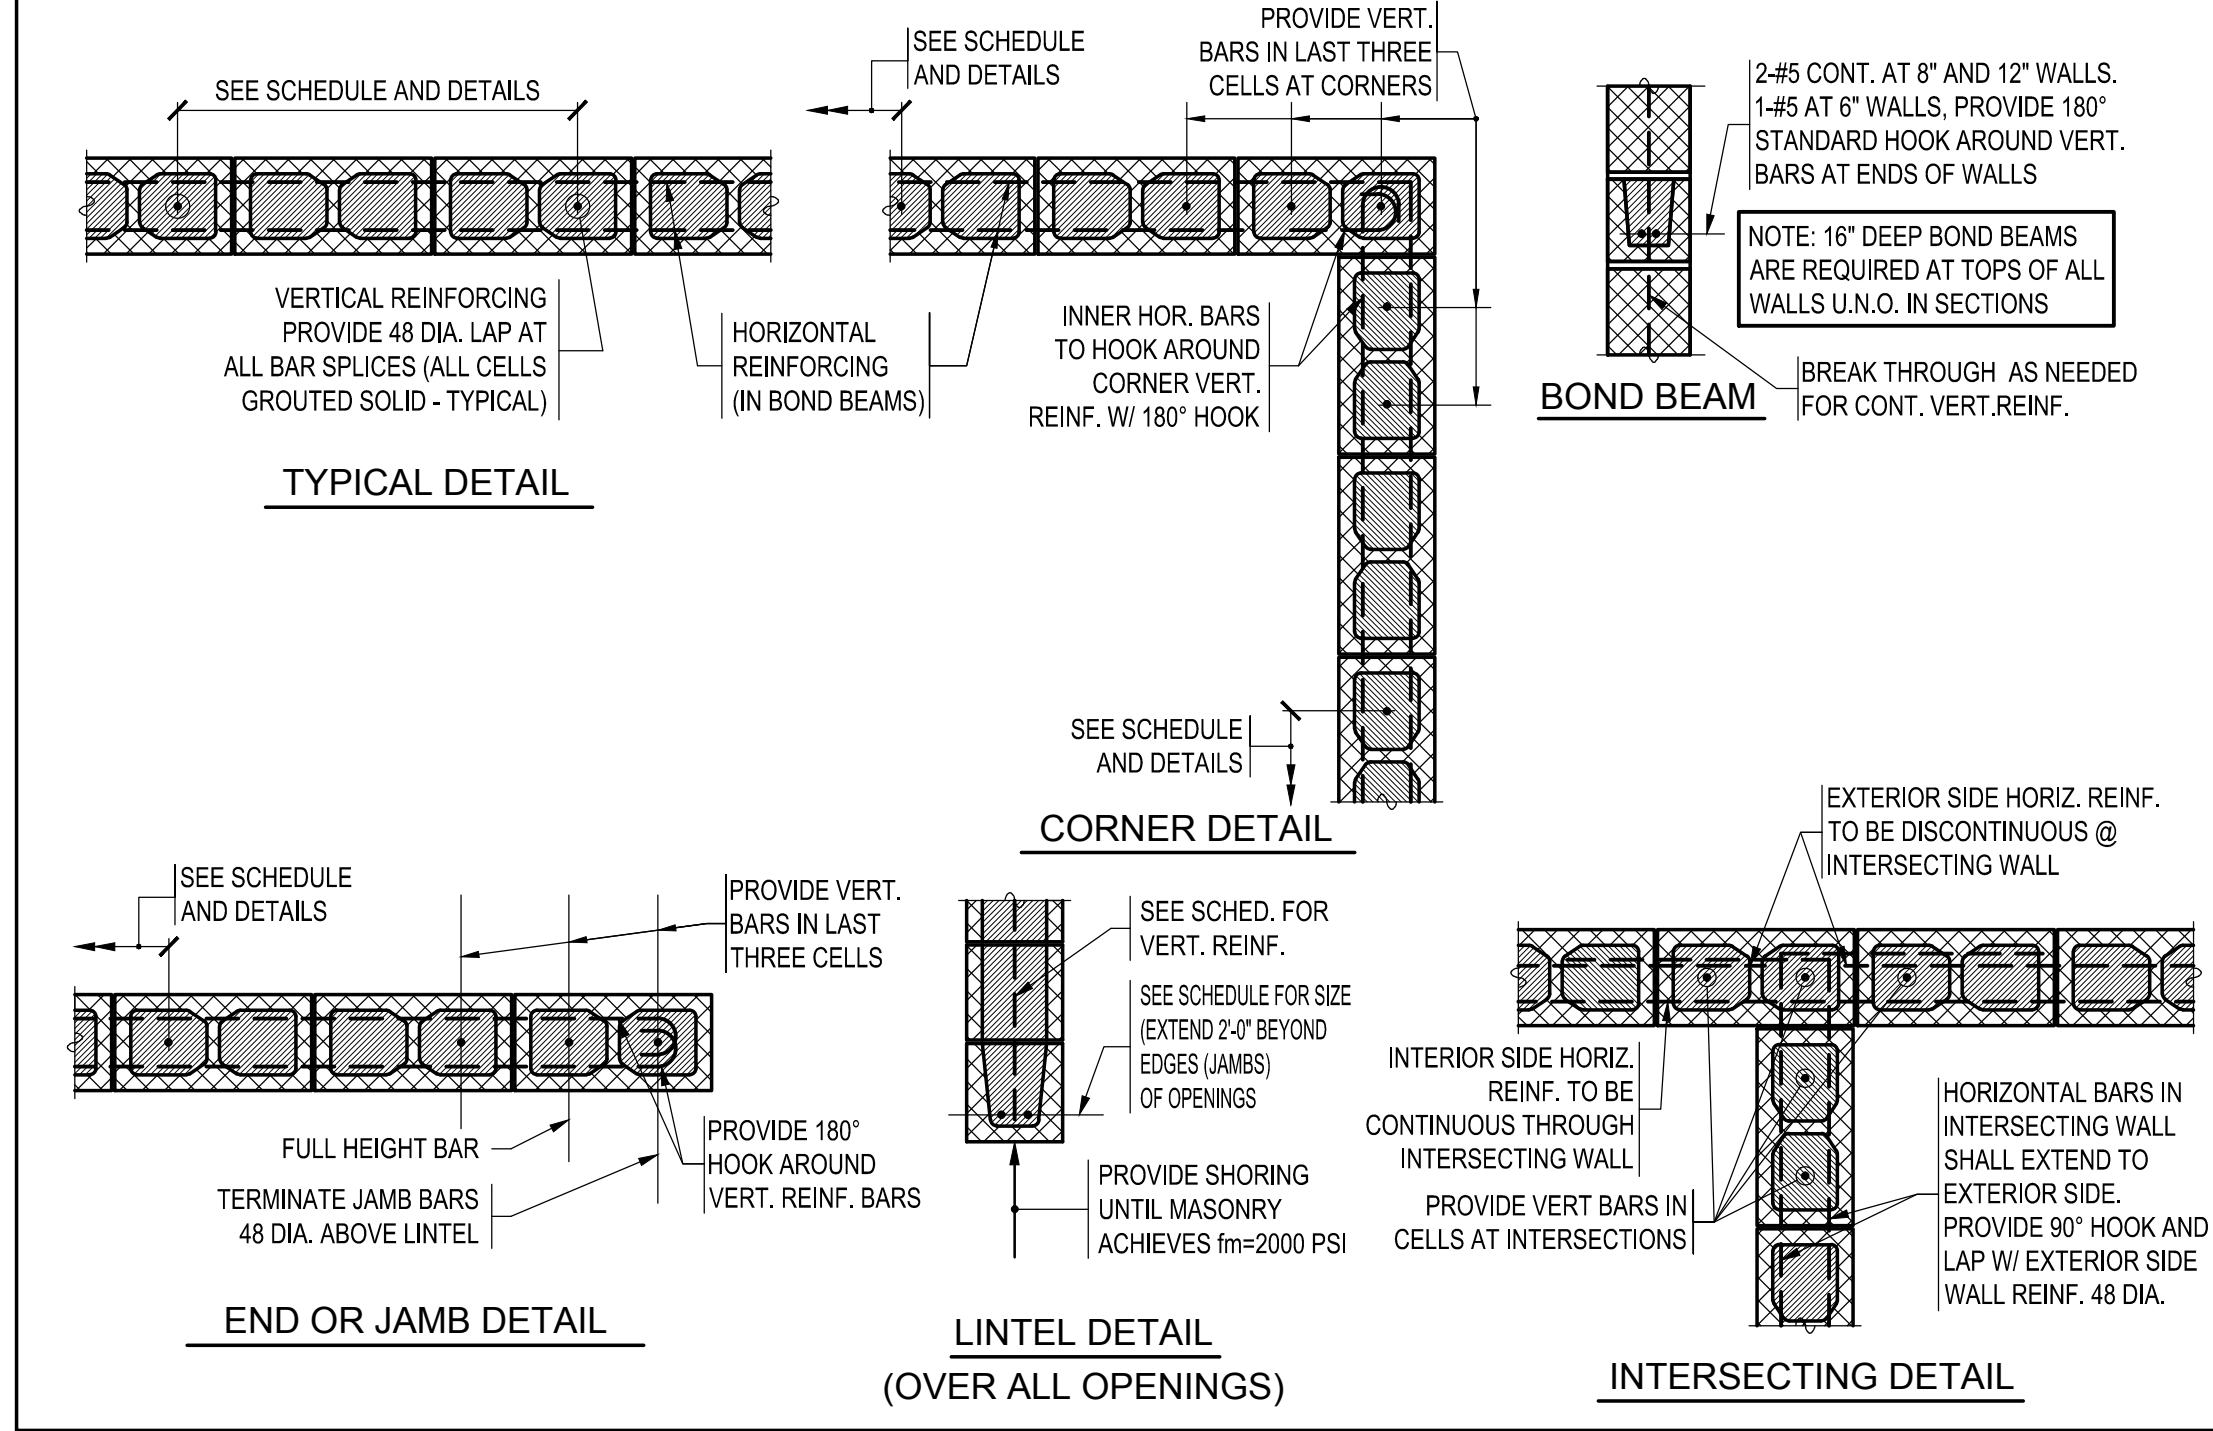 SEE SCHEDULE AND DETAILS
VERTICAL REINFORCING
PROVIDE 48 DIA. LAP AT
ALL BAR SPLICES (ALL CELLS
GROUTED SOLID - TYPICAL)
HORIZONTAL
REINFORCING
(IN BOND BEAMS)
TYPICAL DETAIL
SEE SCHEDULE
AND DETAILS
PROVIDE VERT.
BARS IN LAST THREE
CELLS AT CORNERS
INNER HOR. BARS
TO HOOK AROUND
CORNER VERT.
REINF. W/ 180° HOOK
SEE SCHEDULE
AND DETAILS
CORNER DETAIL
2-#5 CONT. AT 8" AND 12" WALLS.
1-#5 AT 6" WALLS, PROVIDE 180°
STANDARD HOOK AROUND VERT.
BARS AT ENDS OF WALLS
NOTE: 16" DEEP BOND BEAMS
ARE REQUIRED AT TOPS OF ALL
WALLS U.N.O. IN SECTIONS
BREAK THROUGH AS NEEDED
FOR CONT. VERT.REINF.
BOND BEAM
SEE SCHEDULE
AND DETAILS
PROVIDE VERT.
BARS IN LAST
THREE CELLS
FULL HEIGHT BAR
TERMINATE JAMB BARS
48 DIA. ABOVE LINTEL
PROVIDE 180°
HOOK AROUND
VERT. REINF. BARS
END OR JAMB DETAIL
SEE SCHED. FOR
VERT. REINF.
SEE SCHEDULE FOR SIZE
(EXTEND 2'-0" BEYOND
EDGES (JAMBS)
OF OPENINGS
PROVIDE SHORING
UNTIL MASONRY
ACHIEVES fm=2000 PSI
LINTEL DETAIL
(OVER ALL OPENINGS)
EXTERIOR SIDE HORIZ. REINF.
TO BE DISCONTINUOUS @
INTERSECTING WALL
INTERIOR SIDE HORIZ.
REINF. TO BE
CONTINUOUS THROUGH
INTERSECTING WALL
PROVIDE VERT BARS IN
CELLS AT INTERSECTIONS
HORIZONTAL BARS IN
INTERSECTING WALL
SHALL EXTEND TO
EXTERIOR SIDE.
PROVIDE 90° HOOK AND
LAP W/ EXTERIOR SIDE
WALL REINF. 48 DIA.
INTERSECTING DETAIL